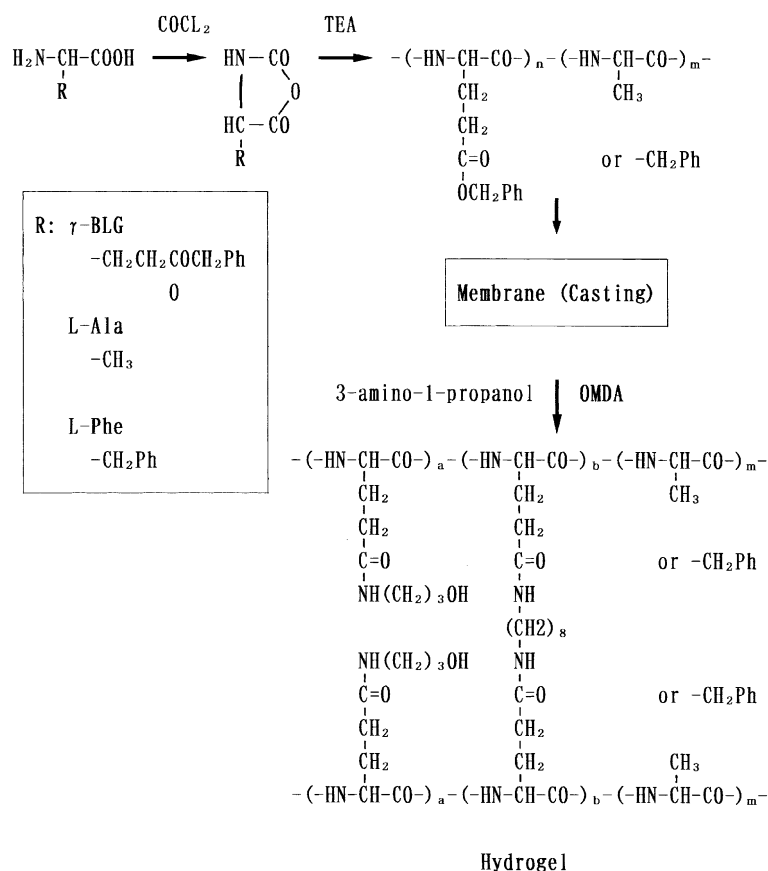 COCL₂ TEA
H₂N-CH-COOH HN-CO -(-HN-CH-CO-)ₙ-(-HN-CH-CO-)ₘ-
R O CH₂ CH₃
HC-CO CH₂
R C=O or -CH₂Ph
OCH₂Ph
R: γ-BLG
-CH₂CH₂COCH₂Ph
O
L-Ala
-CH₃
L-Phe
-CH₂Ph
Membrane (Casting)
3-amino-1-propanol OMDA
-(-HN-CH-CO-)ₐ-(-HN-CH-CO-)b-(-HN-CH-CO-)ₘ-
CH₂ CH₂ CH₃
CH₂ CH₂
C=O C=O or -CH₂Ph
NH(CH₂)₃OH NH
(CH2)₈
NH(CH₂)₃OH NH
C=O C=O or -CH₂Ph
CH₂ CH₂
CH₂ CH₂ CH₃
-(-HN-CH-CO-)ₐ-(-HN-CH-CO-)b-(-HN-CH-CO-)ₘ-
Hydrogel